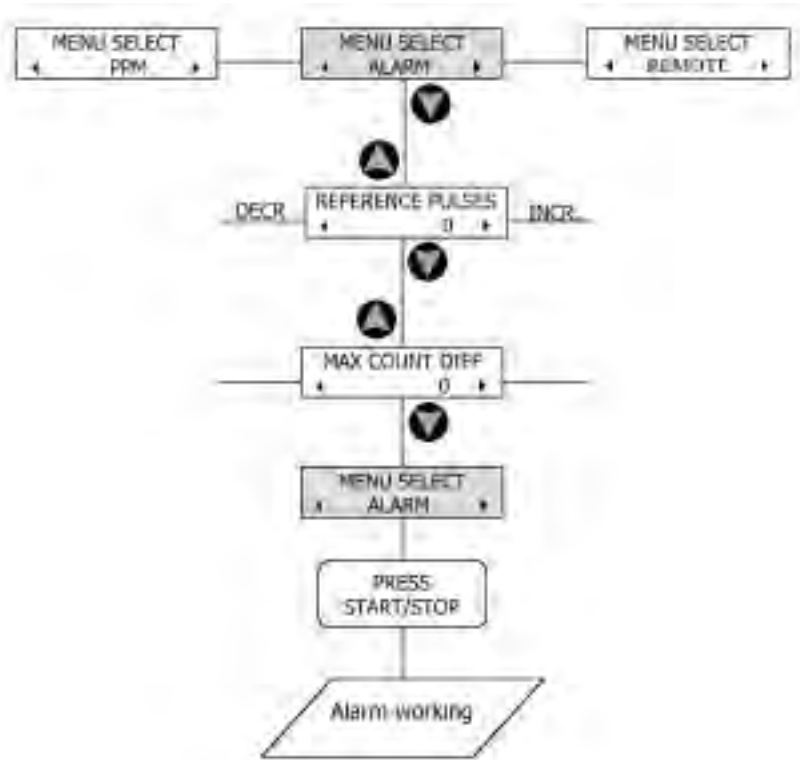 MENU SELECT
PPM
MENU SELECT
ALARM
MENU SELECT
REMOTE
DECR
REFERENCE PULSES
0
INCR
MAX COUNT DIFF
0
MENU SELECT
ALARM
PRESS
START/STOP
Alarm working